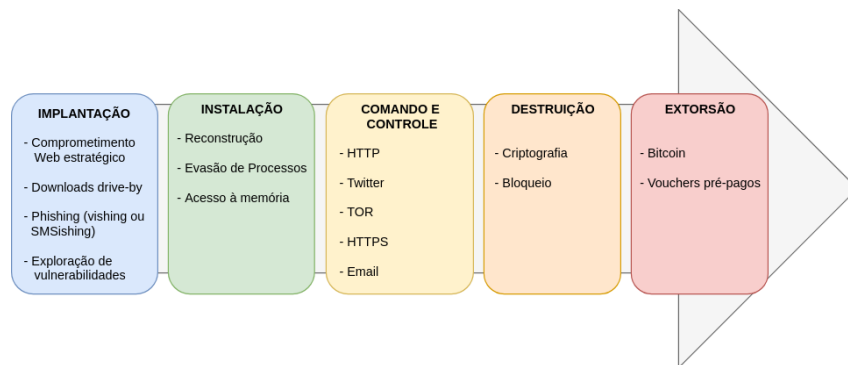 IMPLANTAÇÃO
- Comprometimento
Web estratégico
- Downloads drive-by
- Phishing (vishing ou
SMSishing)
- Exploração de
vulnerabilidades
INSTALAÇÃO
- Reconstrução
- Evasão de Processos
- Acesso à memória
COMANDO E
CONTROLE
- HTTP
- Twitter
- TOR
- HTTPS
- Email
DESTRUIÇÃO
- Criptografia
- Bloqueio
EXTORSÃO
- Bitcoin
- Vouchers pré-pagos